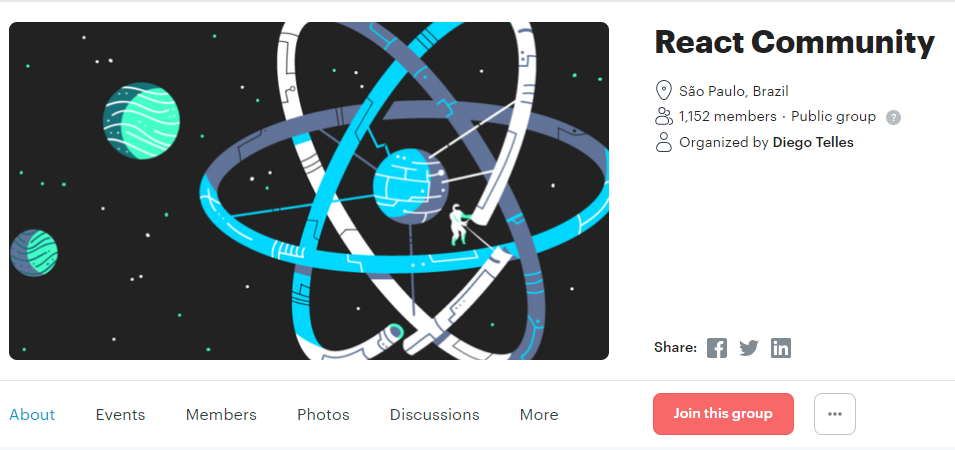 React Community
São Paulo, Brazil
1,152 members · Public group ?
Organized by Diego Telles
Share:
About Events Members Photos Discussions More
Join this group